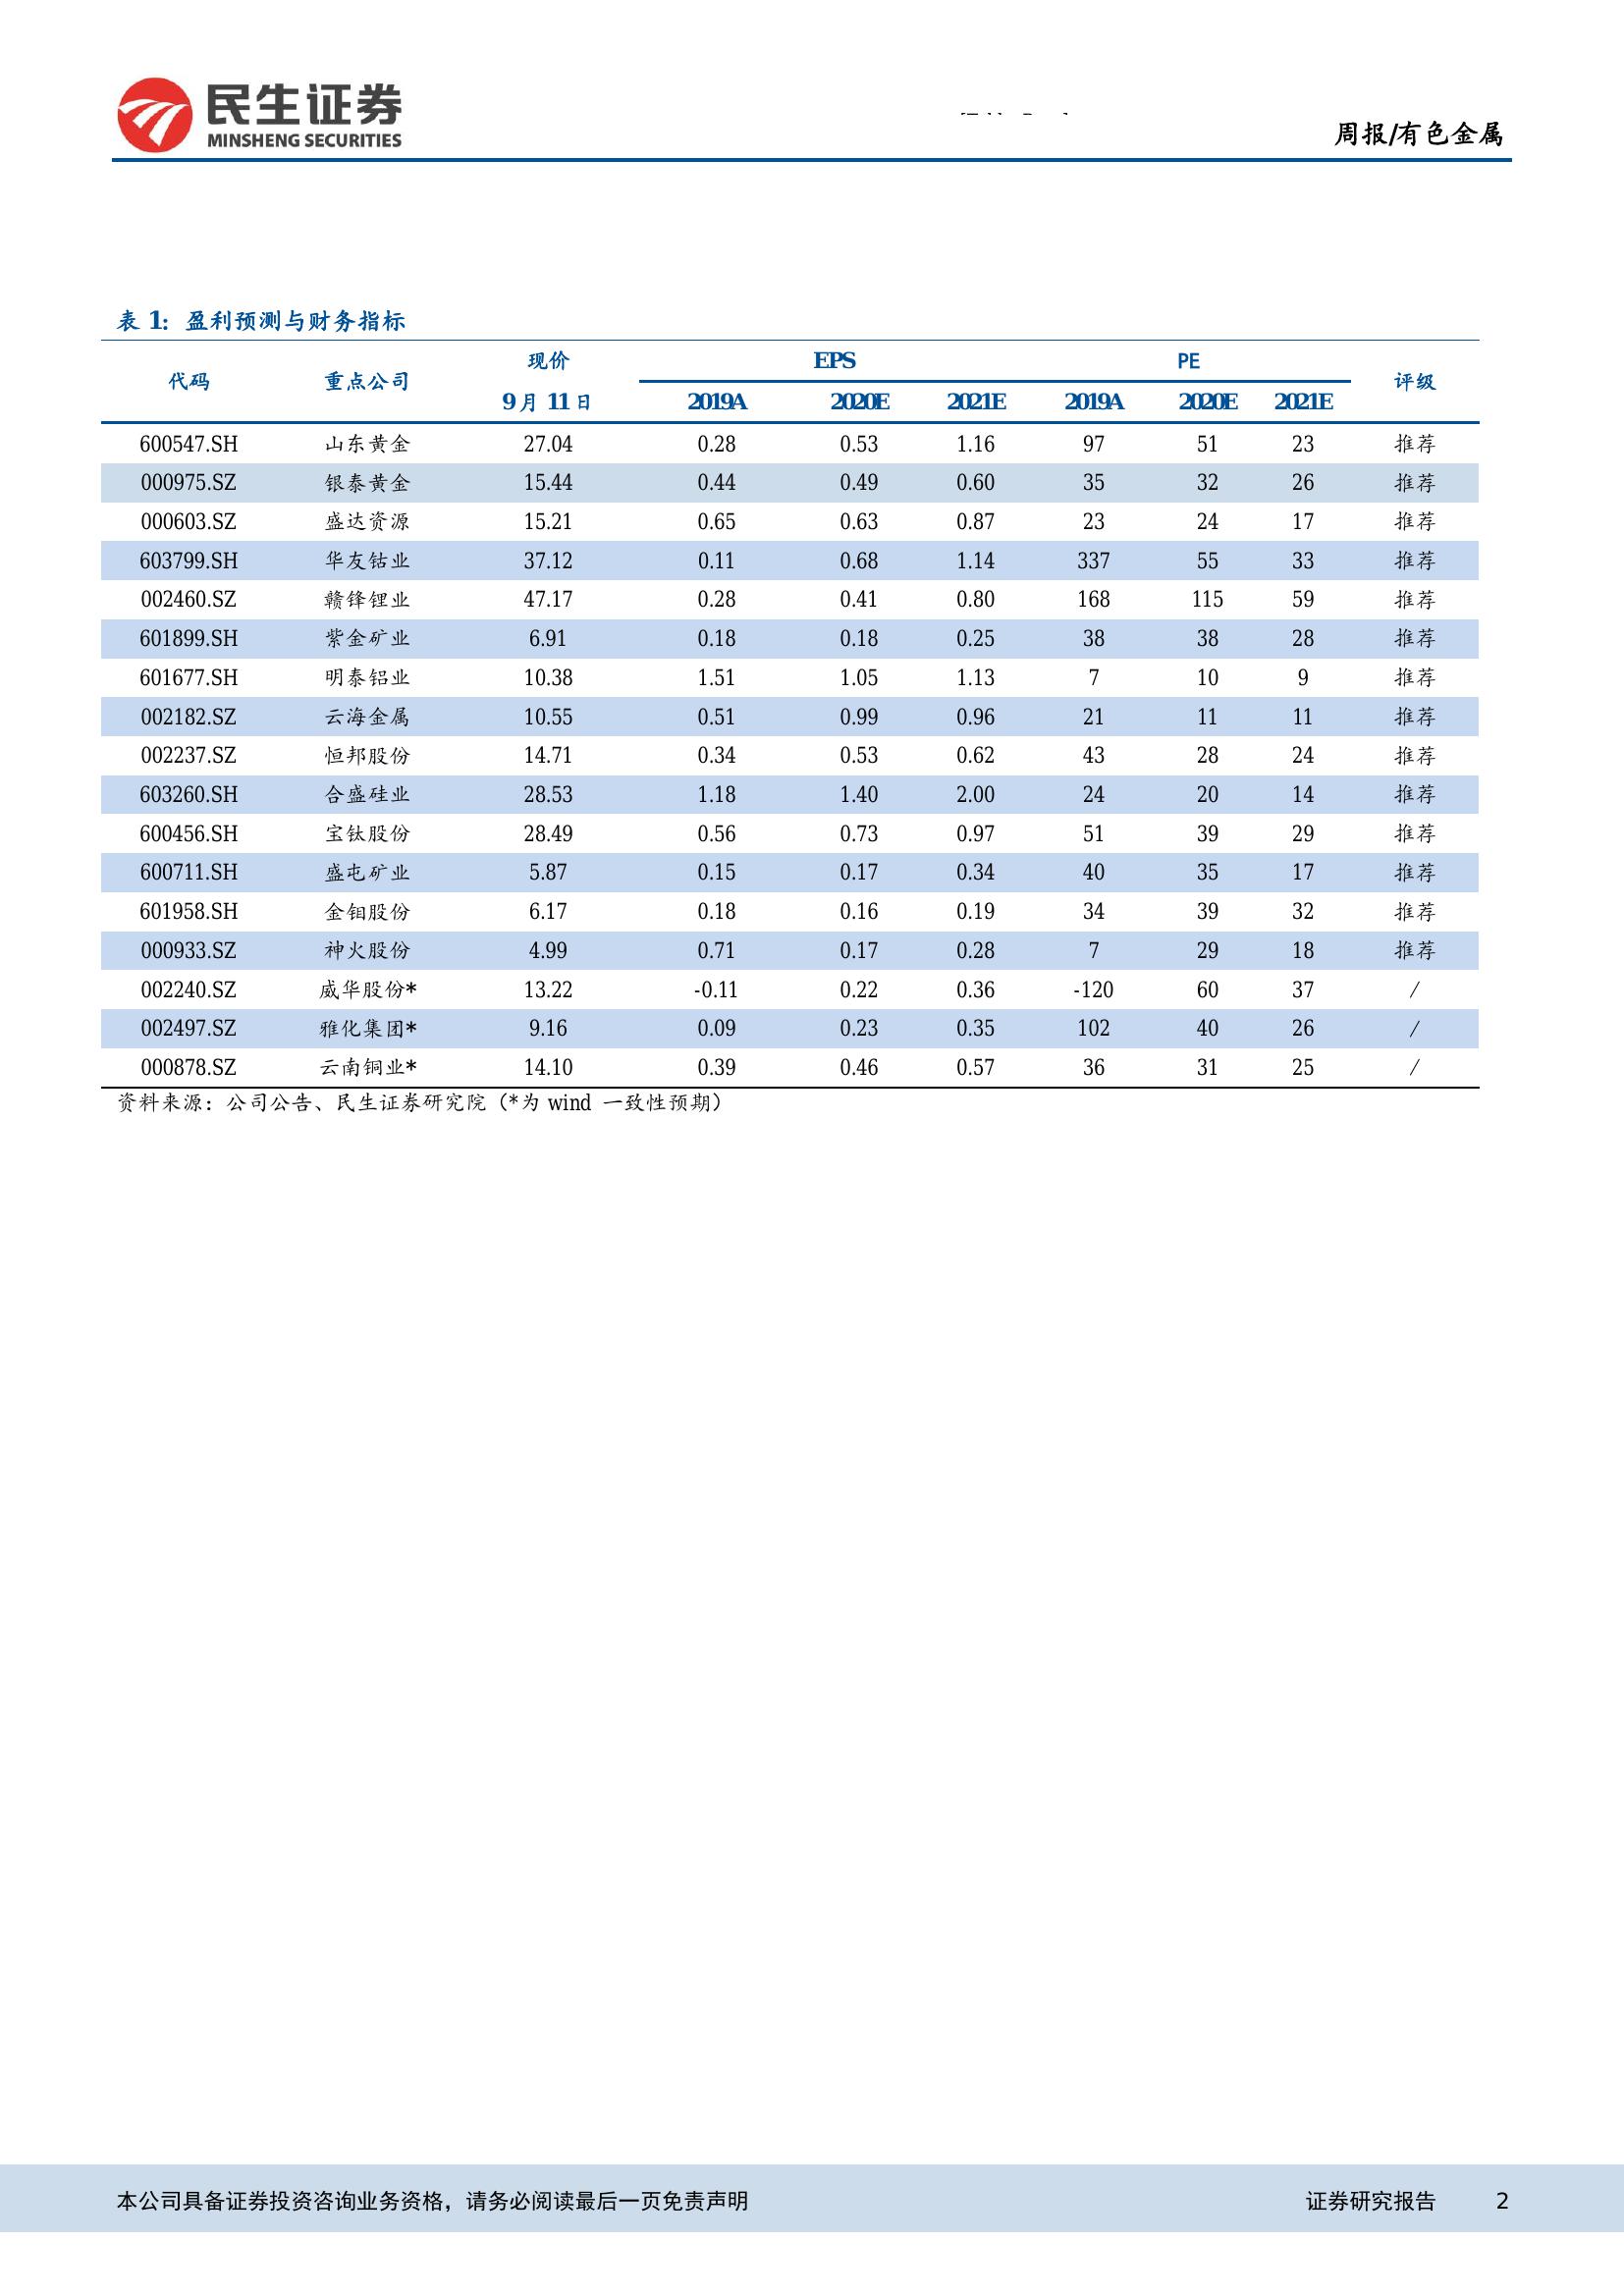 民生证券
MINSHENG SECURITIES
周报/有色金属
表 1：盈利预测与财务指标
代码 重点公司 现价 EPS PE 评级
9 月 11 日 2019A 2020E 2021E 2019A 2020E 2021E
600547.SH 山东黄金 27.04 0.28 0.53 1.16 97 51 23 推荐
000975.SZ 银泰黄金 15.44 0.44 0.49 0.60 35 32 26 推荐
000603.SZ 盛达资源 15.21 0.65 0.63 0.87 23 24 17 推荐
603799.SH 华友钴业 37.12 0.11 0.68 1.14 337 55 33 推荐
002460.SZ 赣锋锂业 47.17 0.28 0.41 0.80 168 115 59 推荐
601899.SH 紫金矿业 6.91 0.18 0.18 0.25 38 38 28 推荐
601677.SH 明泰铝业 10.38 1.51 1.05 1.13 7 10 9 推荐
002182.SZ 云海金属 10.55 0.51 0.99 0.96 21 11 11 推荐
002237.SZ 恒邦股份 14.71 0.34 0.53 0.62 43 28 24 推荐
603260.SH 合盛硅业 28.53 1.18 1.40 2.00 24 20 14 推荐
600456.SH 宝钛股份 28.49 0.56 0.73 0.97 51 39 29 推荐
600711.SH 盛屯矿业 5.87 0.15 0.17 0.34 40 35 17 推荐
601958.SH 金钼股份 6.17 0.18 0.16 0.19 34 39 32 推荐
000933.SZ 神火股份 4.99 0.71 0.17 0.28 7 29 18 推荐
002240.SZ 威华股份* 13.22 -0.11 0.22 0.36 -120 60 37 /
002497.SZ 雅化集团* 9.16 0.09 0.23 0.35 102 40 26 /
000878.SZ 云南铜业* 14.10 0.39 0.46 0.57 36 31 25 /
资料来源：公司公告、民生证券研究院（*为 wind 一致性预期）
本公司具备证券投资咨询业务资格，请务必阅读最后一页免责声明 证券研究报告 2